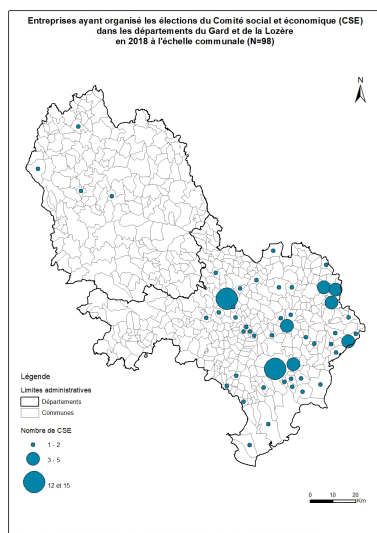 Entreprises ayant organisé les élections du Comité social et économique (CSE)
dans les départements du Gard et de la Lozère
en 2018 à l'échelle communale (N=98)
N
Légende
Limites administratives
Départements
Communes
Nombre de CSE
1 - 2
3 - 5
12 et 15
0 10 20
Km